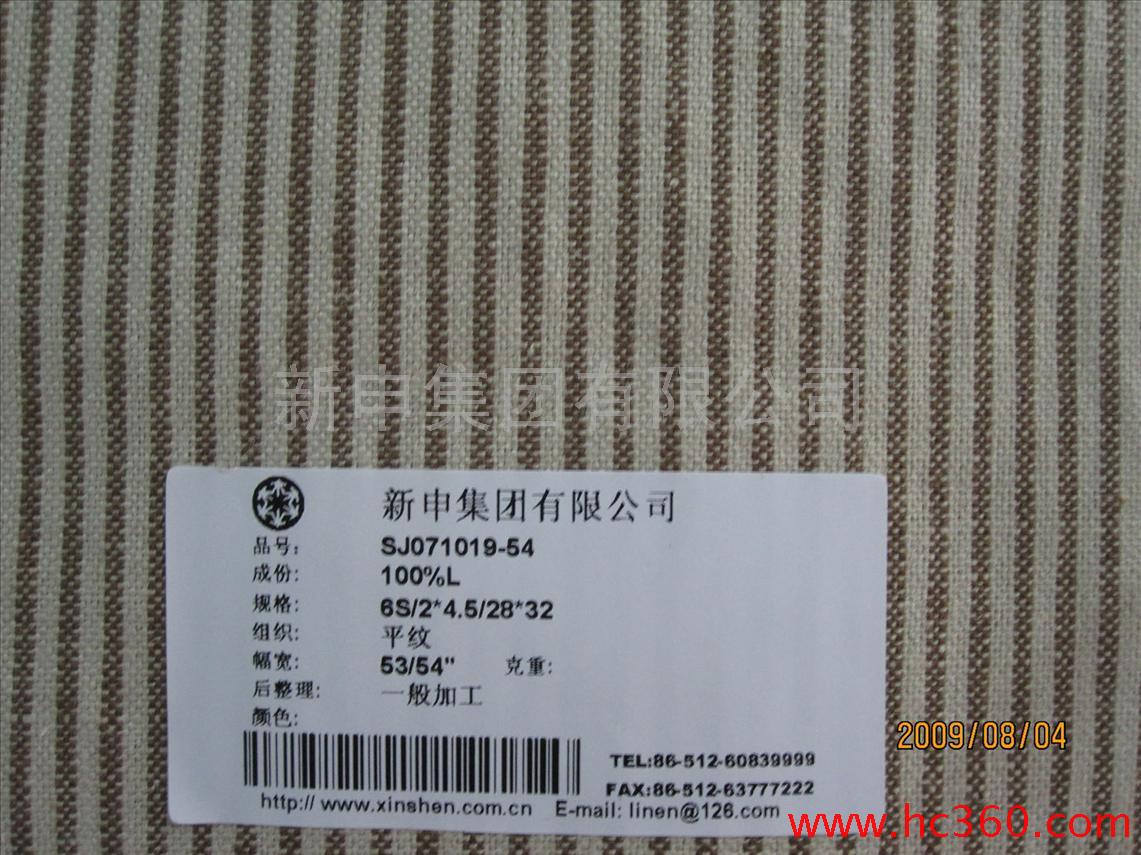 新申集团有限公司
新申集团有限公司
品号: SJ071019-54
成份: 100%L
规格: 6S/2*4.5/28*32
组织: 平纹
幅宽: 53/54" 克重:
后整理: 一般加工
颜色:
TEL:86-512-60839999
FAX:86-512-63777222
http:// www.xinshen.com.cn E-mail: linen@126.com
2009/08/04
www.hc360.com